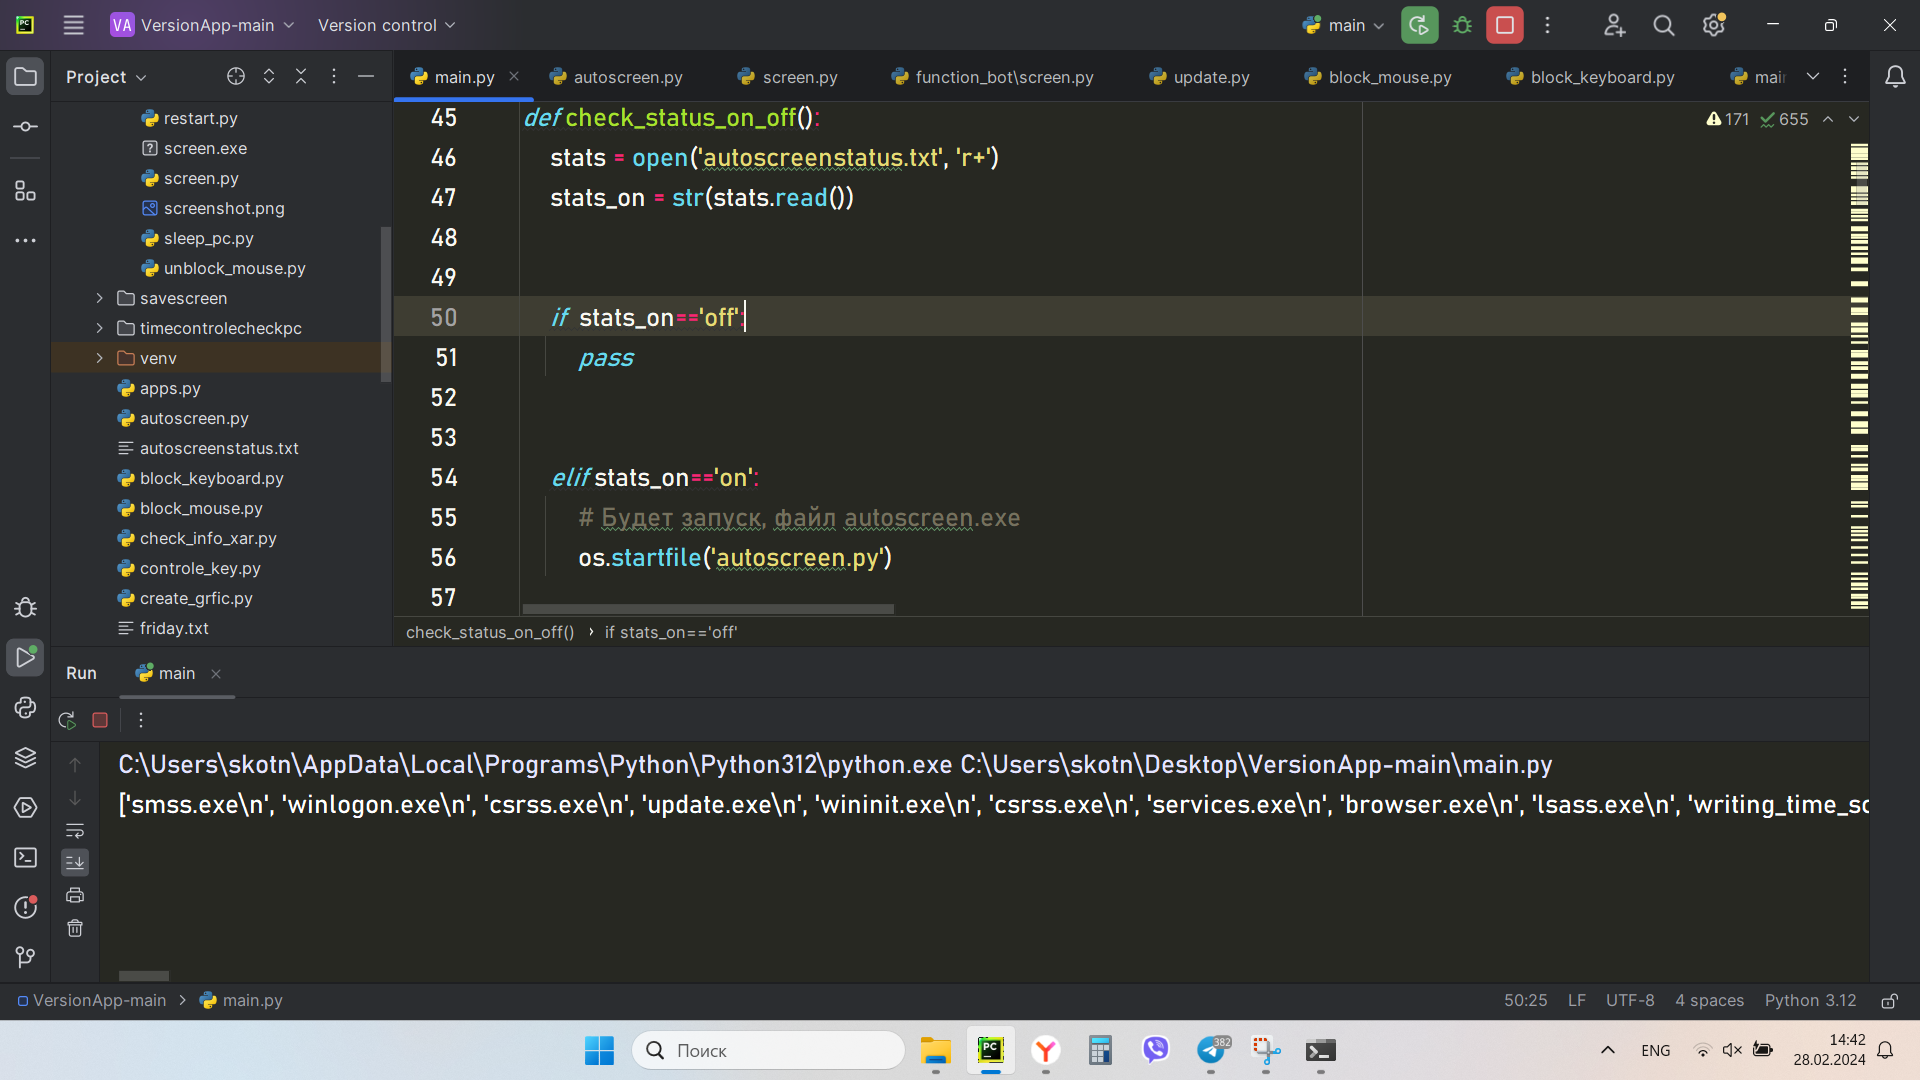 PC VA VersionApp-main Version control main
Project
main.py autoscreen.py screen.py function_bot\screen.py update.py block_mouse.py block_keyboard.py mai
restart.py
screen.exe
screen.py
screenshot.png
sleep_pc.py
unblock_mouse.py
savescreen
timecontrolecheckpc
venv
apps.py
autoscreen.py
autoscreenstatus.txt
block_keyboard.py
block_mouse.py
check_info_xar.py
controle_key.py
create_grfic.py
friday.txt
171 655
45 def check_status_on_off():
46 stats = open('autoscreenstatus.txt', 'r+')
47 stats_on = str(stats.read())
48
49
50 if stats_on=='off':
51 pass
52
53
54 elif stats_on=='on':
55 # Будет запуск, файл autoscreen.exe
56 os.startfile('autoscreen.py')
57
check_status_on_off() › if stats_on=='off'
Run main
C:\Users\skotn\AppData\Local\Programs\Python\Python312\python.exe C:\Users\skotn\Desktop\VersionApp-main\main.py
['smss.exe\n', 'winlogon.exe\n', 'csrss.exe\n', 'update.exe\n', 'wininit.exe\n', 'csrss.exe\n', 'services.exe\n', 'browser.exe\n', 'lsass.exe\n', 'writing_time_sc
VersionApp-main > main.py 50:25 LF UTF-8 4 spaces Python 3.12
Поиск PC 382 ENG 14:42
28.02.2024